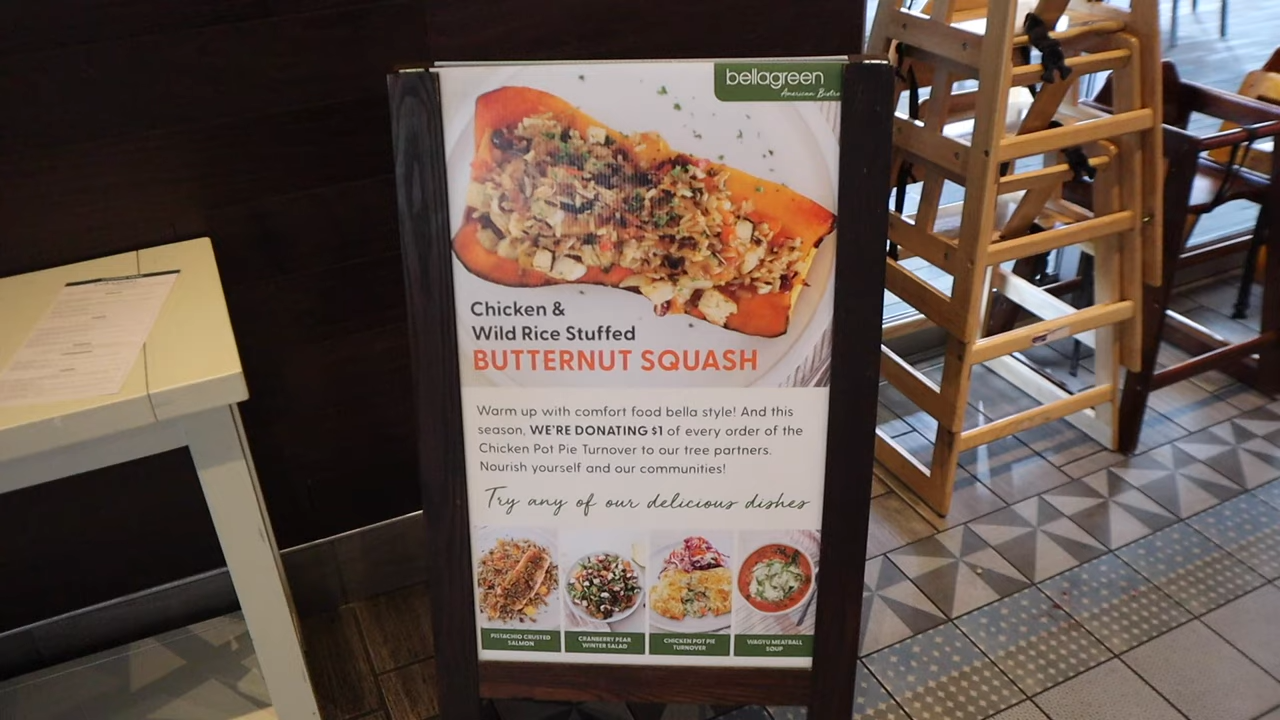 bellagreen
American Bistro
Chicken &
Wild Rice Stuffed
BUTTERNUT SQUASH
Warm up with comfort food bella style! And this
season, WE'RE DONATING $1 of every order of the
Chicken Pot Pie Turnover to our tree partners.
Nourish yourself and our communities!
Try any of our delicious dishes
PISTACHIO CRUSTED
SALMON
CRANBERRY PEAR
WINTER SALAD
CHICKEN POT PIE
TURNOVER
WAGYU MEATBALL
SOUP